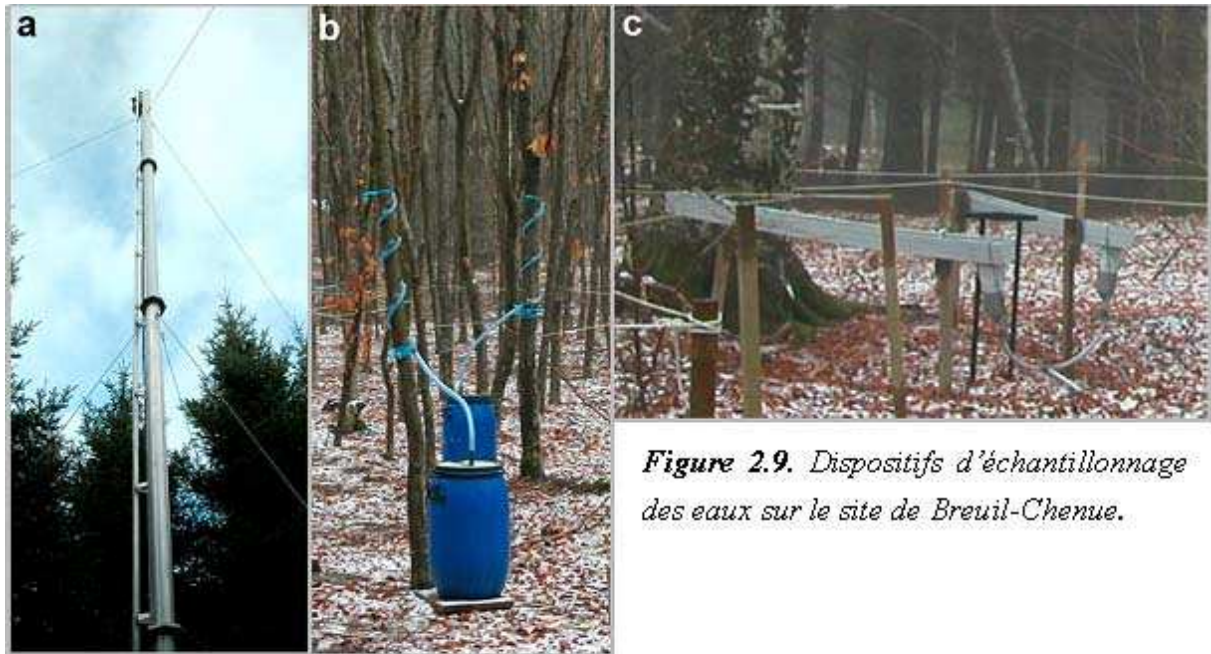 a
b
c
Figure 2.9. Dispositifs d'échantillonnage
des eaux sur le site de Breuil-Chenue.